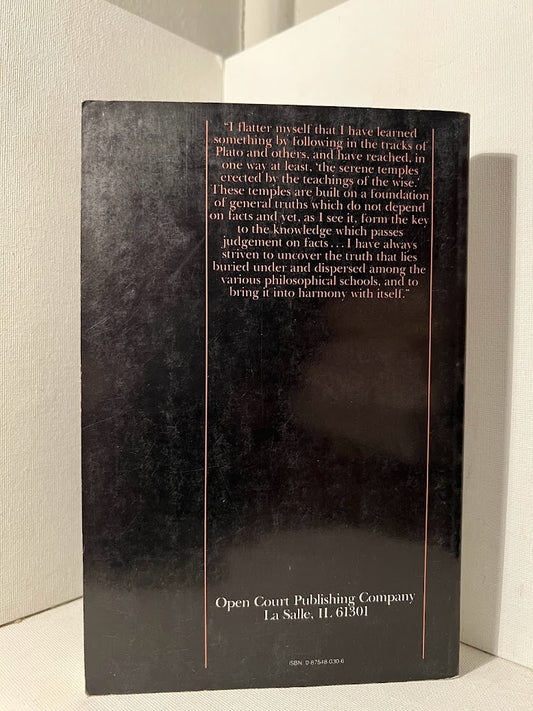 "I flatter myself that I have learned
something by following in the tracks of
Plato and others, and have reached, in
one way at least, 'the serene temples
erected by the teachings of the wise.'
These temples are built on a foundation
of general truths which do not depend
on facts and yet, as I see it, form the key
to the knowledge which passes
judgement on facts... I have always
striven to uncover the truth that lies
buried under and dispersed among the
various philosophical schools, and to
bring it into harmony with itself."
Open Court Publishing Company
La Salle, IL 61301
ISBN: 0-87548-030-6